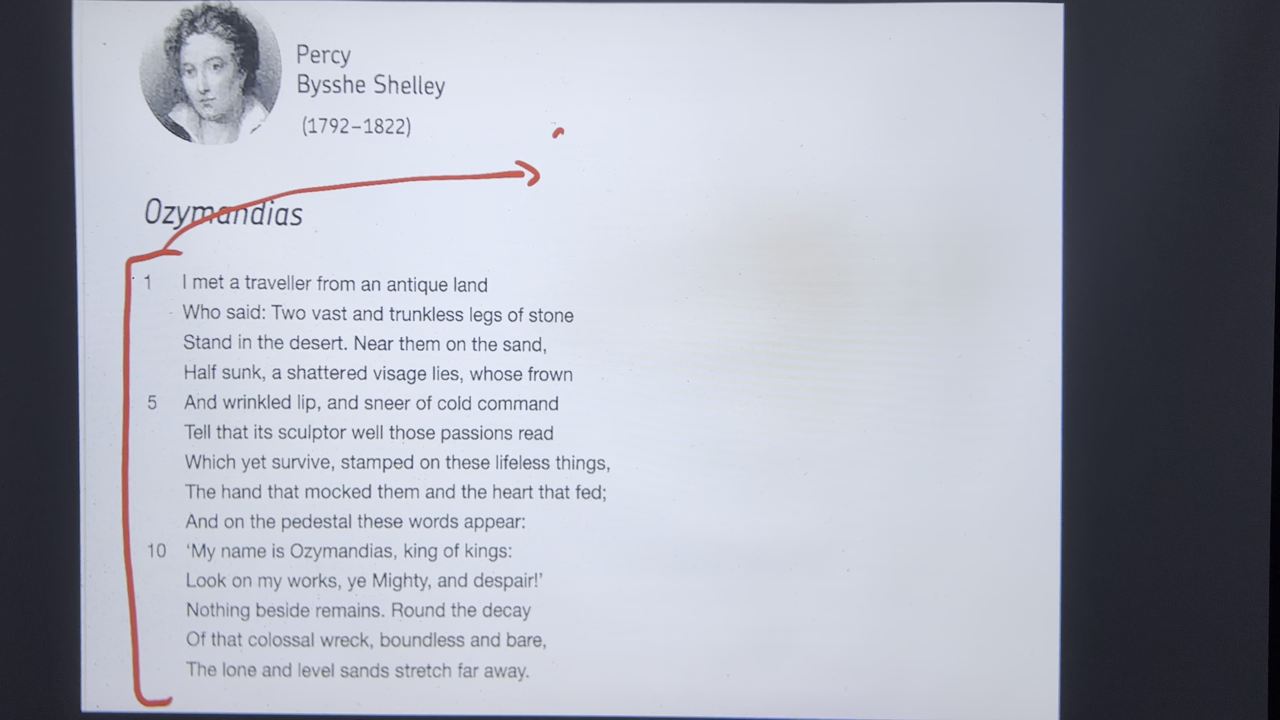 Percy
Bysshe Shelley
(1792–1822)
Ozymandias
1 I met a traveller from an antique land
Who said: Two vast and trunkless legs of stone
Stand in the desert. Near them on the sand,
Half sunk, a shattered visage lies, whose frown
5 And wrinkled lip, and sneer of cold command
Tell that its sculptor well those passions read
Which yet survive, stamped on these lifeless things,
The hand that mocked them and the heart that fed;
And on the pedestal these words appear:
10 ‘My name is Ozymandias, king of kings:
Look on my works, ye Mighty, and despair!’
Nothing beside remains. Round the decay
Of that colossal wreck, boundless and bare,
The lone and level sands stretch far away.